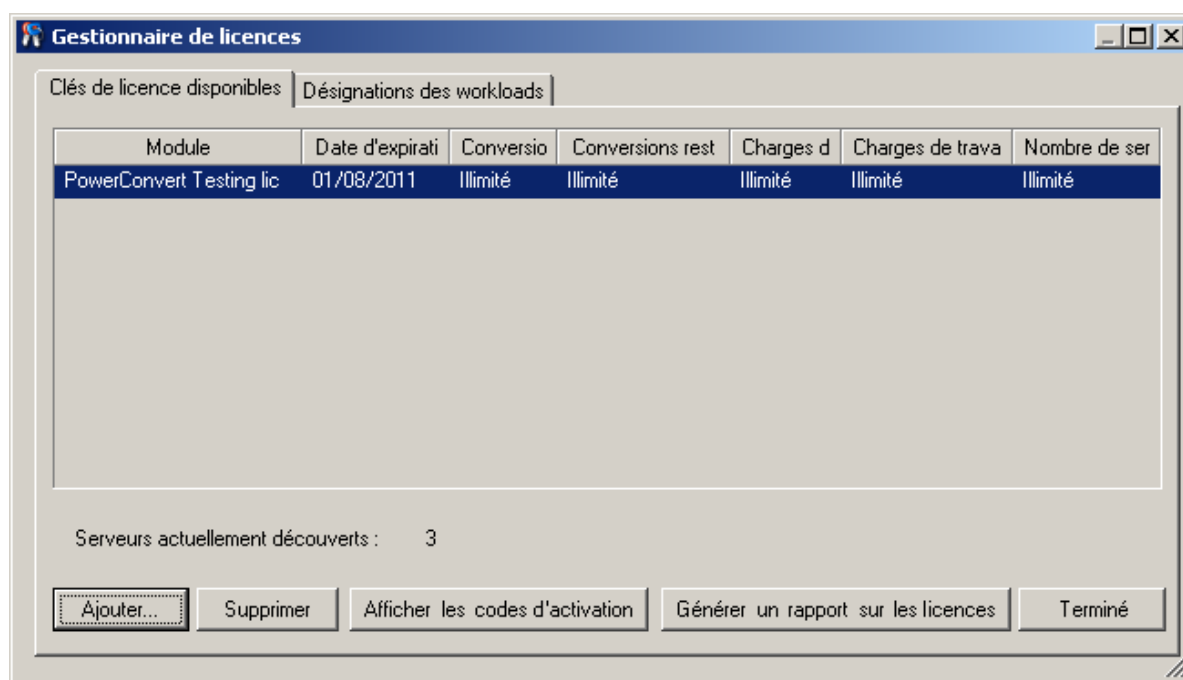 Gestionnaire de licences
Clés de licence disponibles Désignations des workloads
Module Date d'expirati Conversio Conversions rest Charges d Charges de trava Nombre de ser
PowerConvert Testing lic 01/08/2011 Illimité Illimité Illimité Illimité Illimité
Serveurs actuellement découverts : 3
Ajouter... Supprimer Afficher les codes d'activation Générer un rapport sur les licences Terminé